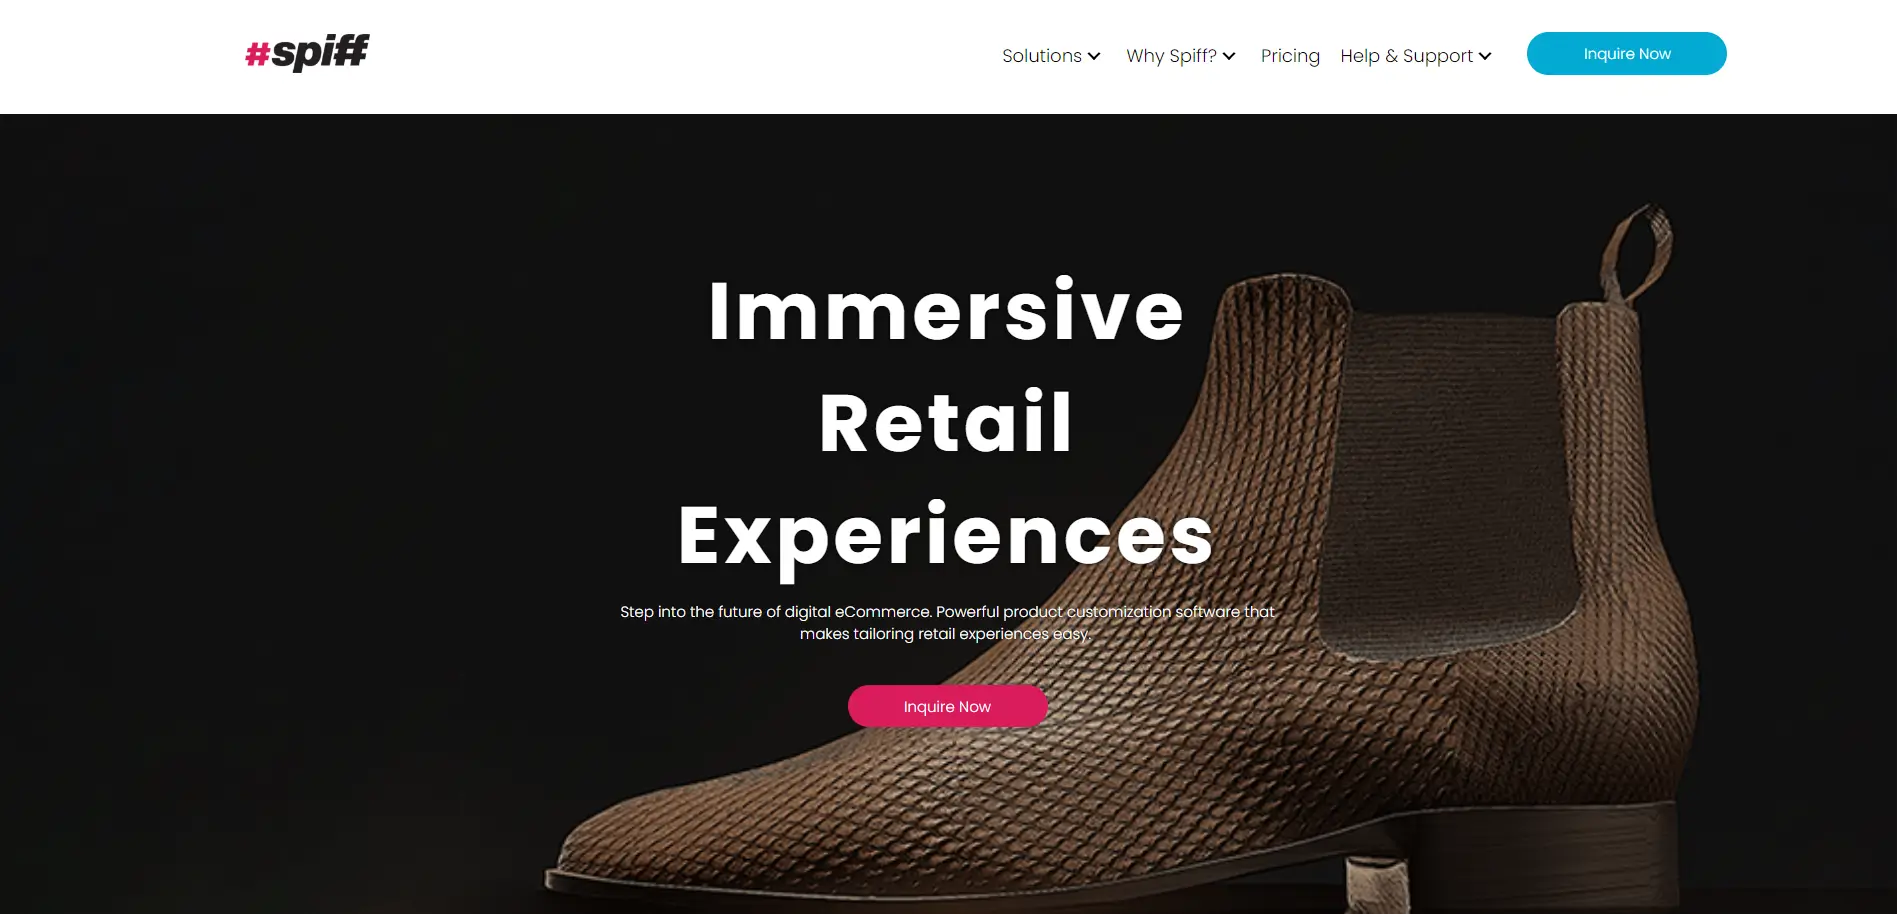 #spiff
Solutions
Why Spiff?
Pricing
Help & Support
Inquire Now
Immersive
Retail
Experiences
Step into the future of digital eCommerce. Powerful product customization software that
makes tailoring retail experiences easy.
Inquire Now